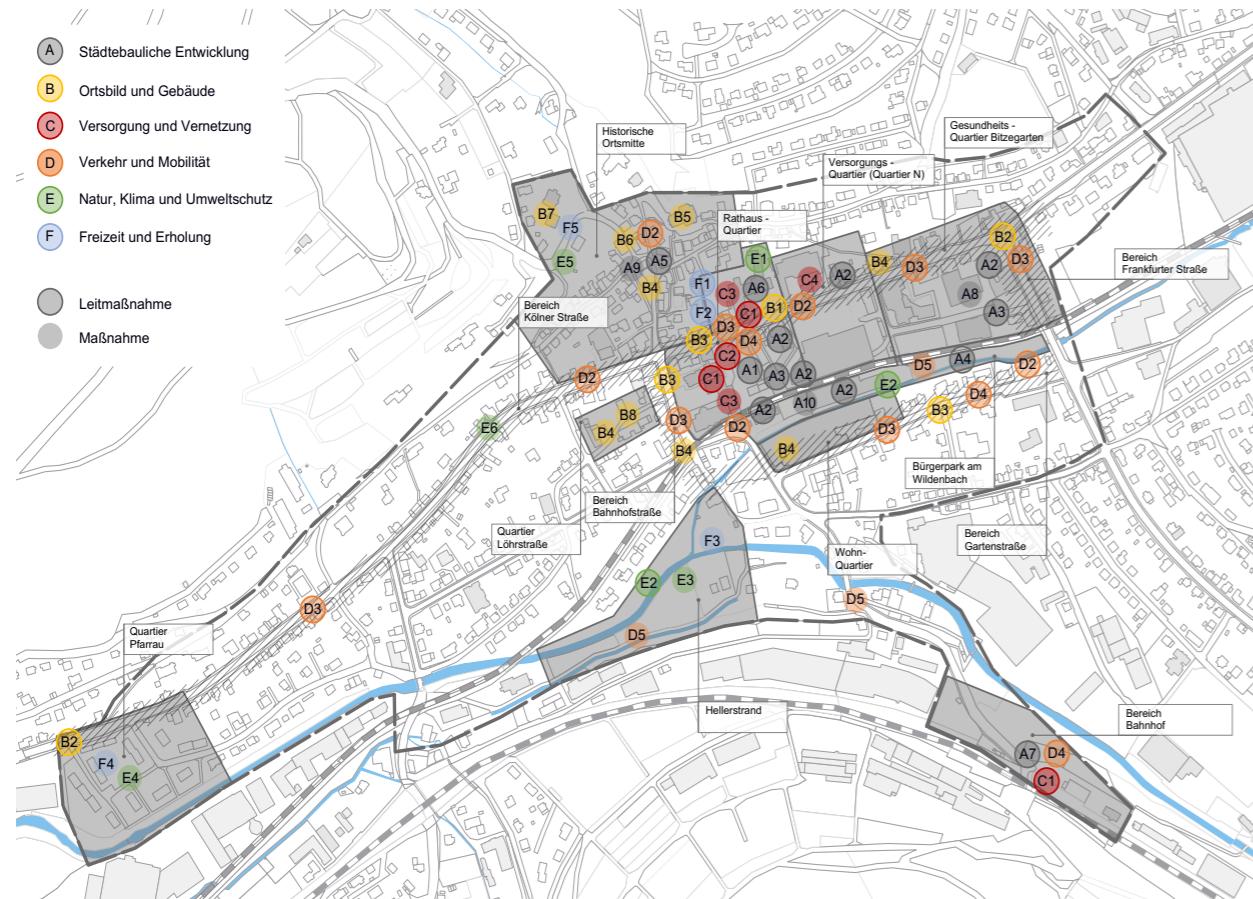 A Städtebauliche Entwicklung
B Ortsbild und Gebäude
C Versorgung und Vernetzung
D Verkehr und Mobilität
E Natur, Klima und Umweltschutz
F Freizeit und Erholung
Leitmaßnahme
Maßnahme
Historische
Ortsmitte
Gesundheits -
Quartier Bitzegarten
Versorgungs -
Quartier (Quartier N)
Rathaus -
Quartier
Bereich
Frankfurter Straße
Bereich
Kölner Straße
B7
F5
B6
D2
B5
E5
A9
A5
B4
E1
F1
C3
A6
C4
A2
B4
D3
B2
A2
D3
A8
A3
F2
C1
B1
D2
D3
B3
D4
A2
C2
A1
A3
A2
C1
C3
A2
A10
A2
E2
D5
A4
D2
D4
B3
D3
D2
B3
B8
B4
D3
B4
D2
B4
E6
Bürgerpark am
Wildenbach
Bereich
Bahnhofstraße
Quartier
Löhrstraße
Bereich
Gartenstraße
Wohn-
Quartier
F3
E2
E3
D5
D5
D3
Quartier
Pfarrau
Hellerstrand
Bereich
Bahnhof
B2
F4
E4
A7
D4
C1